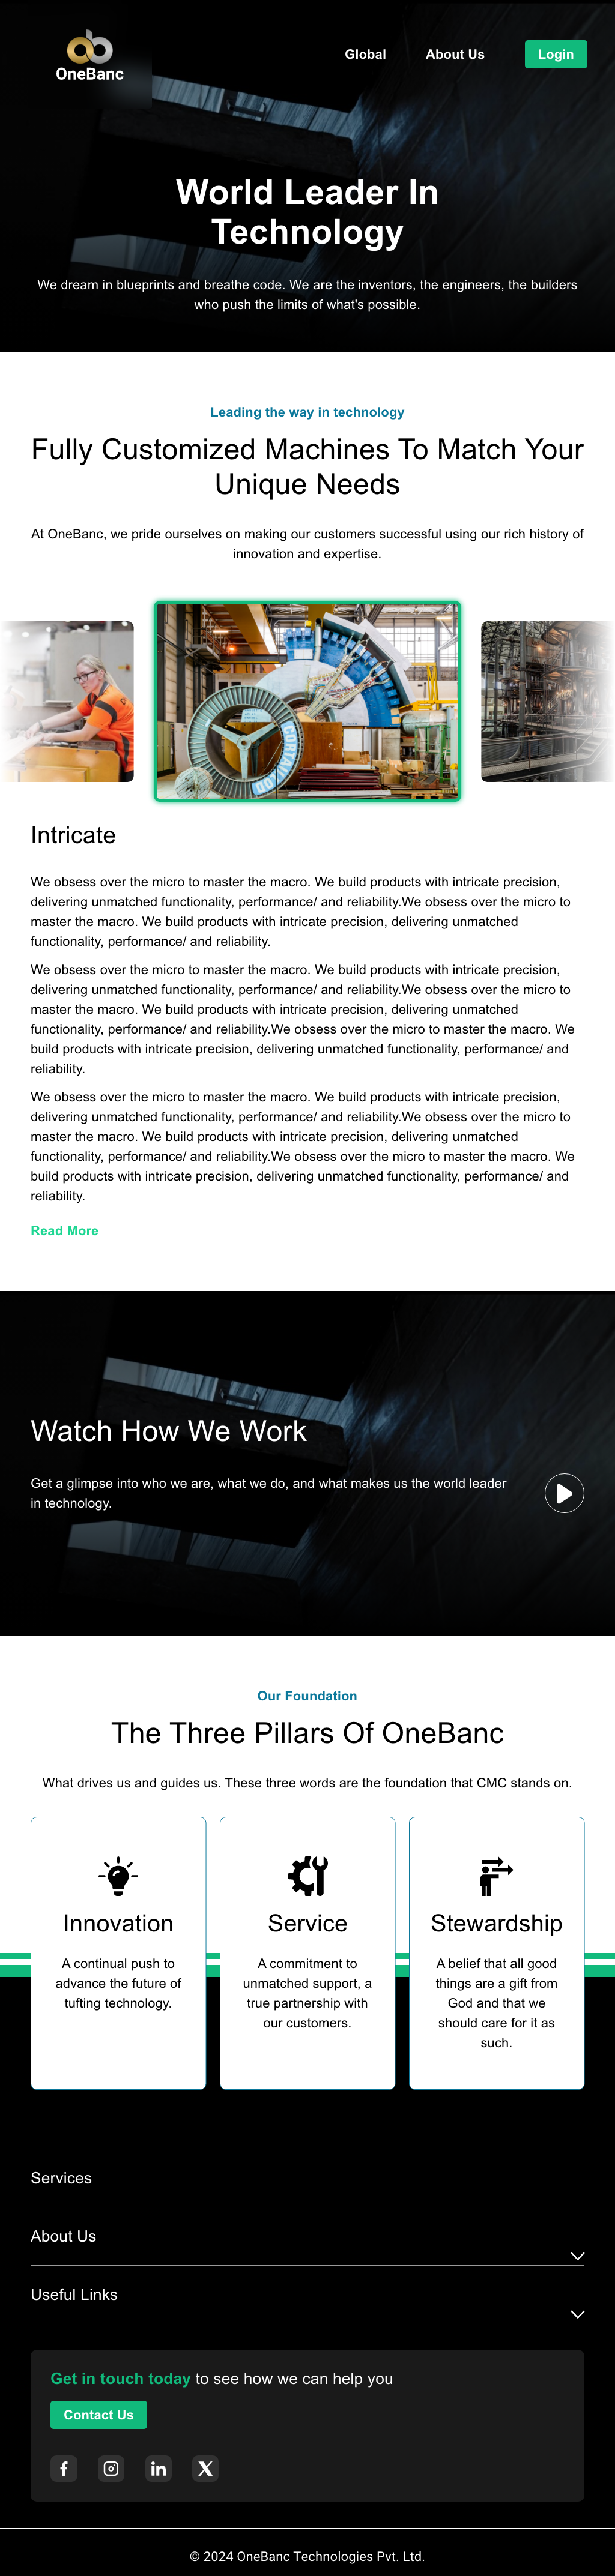 OneBanc
Global
About Us
Login
World Leader In
Technology
We dream in blueprints and breathe code. We are the inventors, the engineers, the builders
who push the limits of what's possible.
Leading the way in technology
Fully Customized Machines To Match Your
Unique Needs
At OneBanc, we pride ourselves on making our customers successful using our rich history of
innovation and expertise.
Intricate
We obsess over the micro to master the macro. We build products with intricate precision,
delivering unmatched functionality, performance/ and reliability.We obsess over the micro to
master the macro. We build products with intricate precision, delivering unmatched
functionality, performance/ and reliability.
We obsess over the micro to master the macro. We build products with intricate precision,
delivering unmatched functionality, performance/ and reliability.We obsess over the micro to
master the macro. We build products with intricate precision, delivering unmatched
functionality, performance/ and reliability.We obsess over the micro to master the macro. We
build products with intricate precision, delivering unmatched functionality, performance/ and
reliability.
We obsess over the micro to master the macro. We build products with intricate precision,
delivering unmatched functionality, performance/ and reliability.We obsess over the micro to
master the macro. We build products with intricate precision, delivering unmatched
functionality, performance/ and reliability.We obsess over the micro to master the macro. We
build products with intricate precision, delivering unmatched functionality, performance/ and
reliability.
Read More
Watch How We Work
Get a glimpse into who we are, what we do, and what makes us the world leader
in technology.
Our Foundation
The Three Pillars Of OneBanc
What drives us and guides us. These three words are the foundation that CMC stands on.
Innovation
A continual push to
advance the future of
tufting technology.
Service
A commitment to
unmatched support, a
true partnership with
our customers.
Stewardship
A belief that all good
things are a gift from
God and that we
should care for it as
such.
Services
About Us
Useful Links
Get in touch today to see how we can help you
Contact Us
© 2024 OneBanc Technologies Pvt. Ltd.